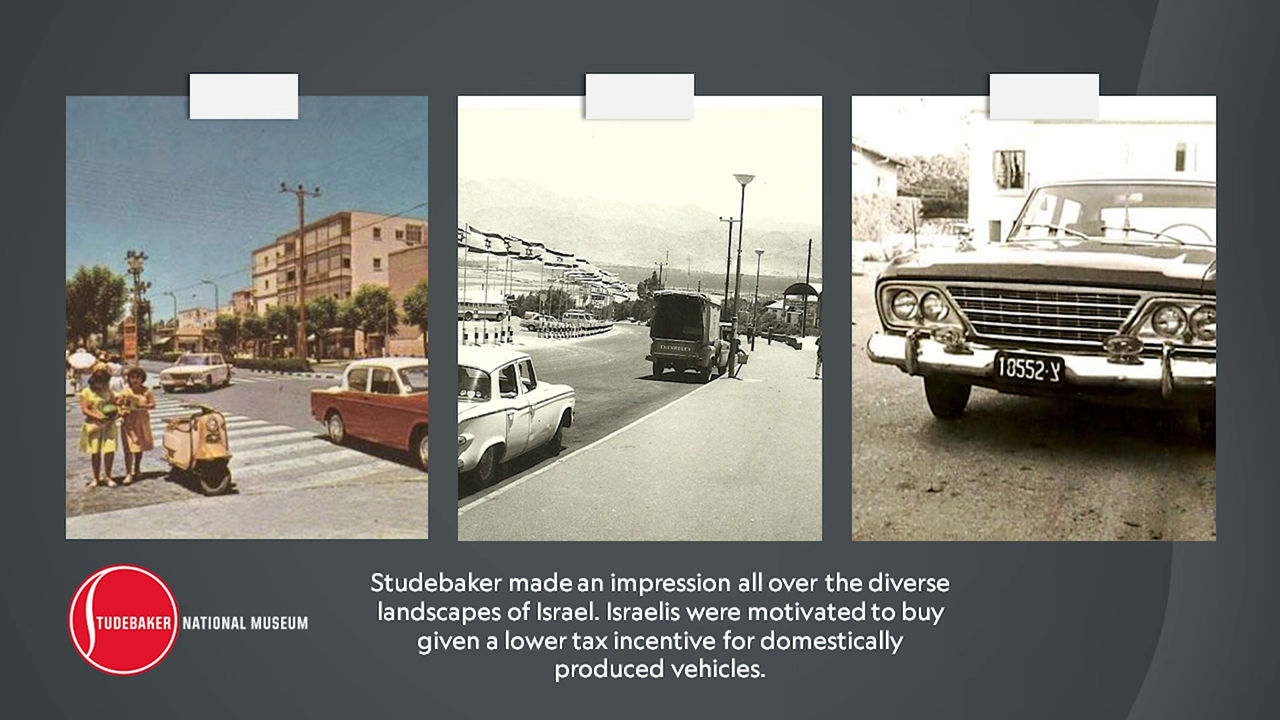 CHEVROLET
10552-צ
STUDEBAKER NATIONAL MUSEUM
Studebaker made an impression all over the diverse
landscapes of Israel. Israelis were motivated to buy
given a lower tax incentive for domestically
produced vehicles.